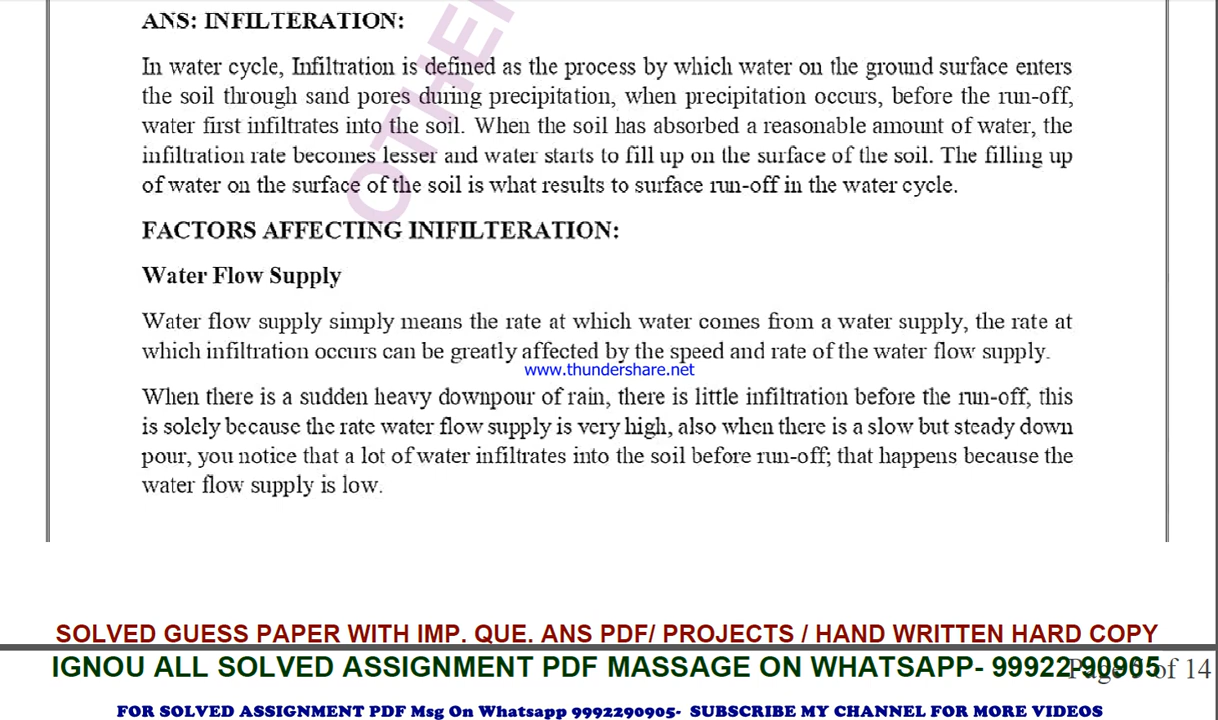 ANS: INFILTERATION:
In water cycle, Infiltration is defined as the process by which water on the ground surface enters
the soil through sand pores during precipitation, when precipitation occurs, before the run-off,
water first infiltrates into the soil. When the soil has absorbed a reasonable amount of water, the
infiltration rate becomes lesser and water starts to fill up on the surface of the soil. The filling up
of water on the surface of the soil is what results to surface run-off in the water cycle.
FACTORS AFFECTING INIFILTERATION:
Water Flow Supply
Water flow supply simply means the rate at which water comes from a water supply, the rate at
which infiltration occurs can be greatly affected by the speed and rate of the water flow supply.
www.thundershare.net
When there is a sudden heavy downpour of rain, there is little infiltration before the run-off, this
is solely because the rate water flow supply is very high, also when there is a slow but steady down
pour, you notice that a lot of water infiltrates into the soil before run-off; that happens because the
water flow supply is low.
OTHE
SOLVED GUESS PAPER WITH IMP. QUE. ANS PDF/ PROJECTS / HAND WRITTEN HARD COPY
IGNOU ALL SOLVED ASSIGNMENT PDF MASSAGE ON WHATSAPP- 99922-90905
Page of 14
FOR SOLVED ASSIGNMENT PDF Msg On Whatsapp 9992290905- SUBSCRIBE MY CHANNEL FOR MORE VIDEOS